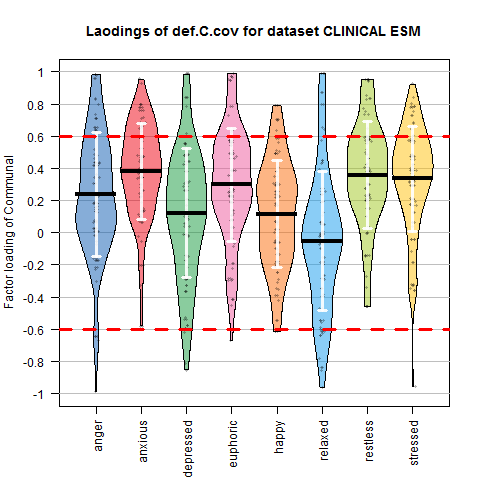 Laodings of def.C.cov for dataset CLINICAL ESM
Factor loading of Communal
1
0.8
0.6
0.4
0.2
0
-0.2
-0.4
-0.6
-0.8
-1
anger
anxious
depressed
euphoric
happy
relaxed
restless
stressed